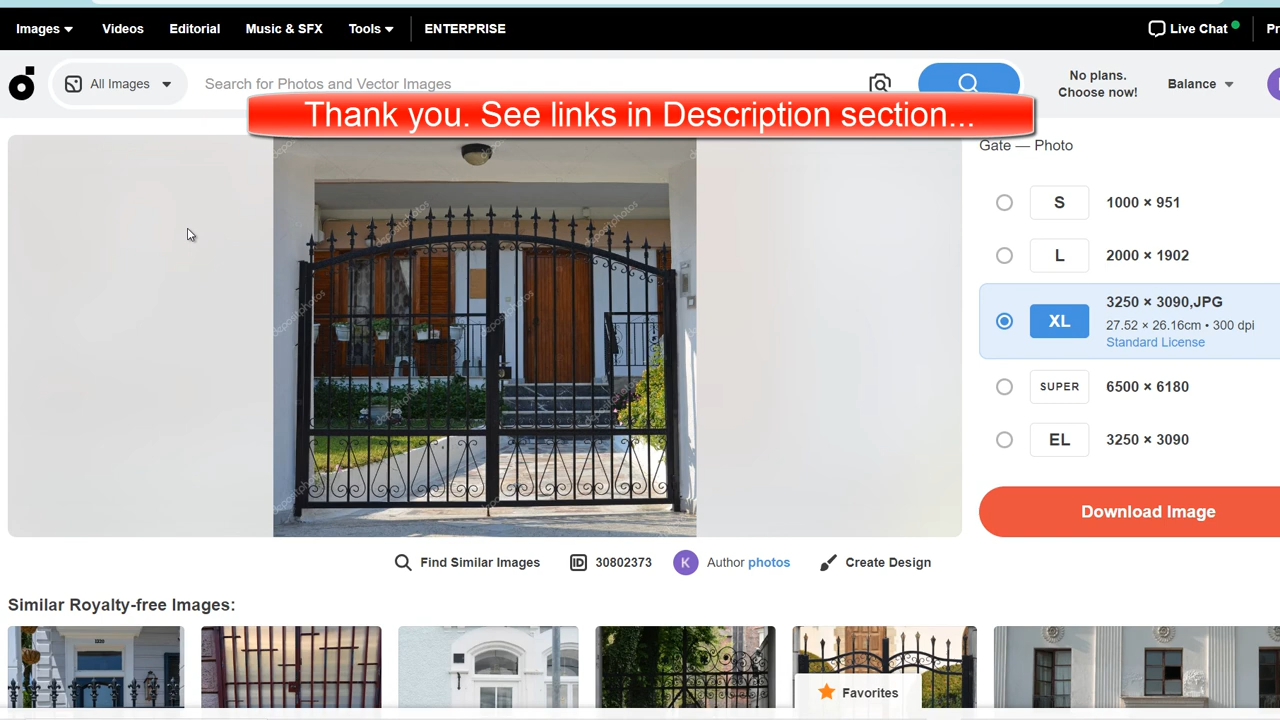 Images Videos Editorial Music & SFX Tools ENTERPRISE Live Chat
All Images Search for Photos and Vector Images No plans. Choose now! Balance
Thank you. See links in Description section...
Gate — Photo
S 1000 × 951
L 2000 × 1902
XL 3250 × 3090,JPG
27.52 × 26.16cm • 300 dpi
Standard License
SUPER 6500 × 6180
EL 3250 × 3090
Download Image
depositphotos
Find Similar Images ID 30802373 K Author photos Create Design
Similar Royalty-free Images:
Favorites